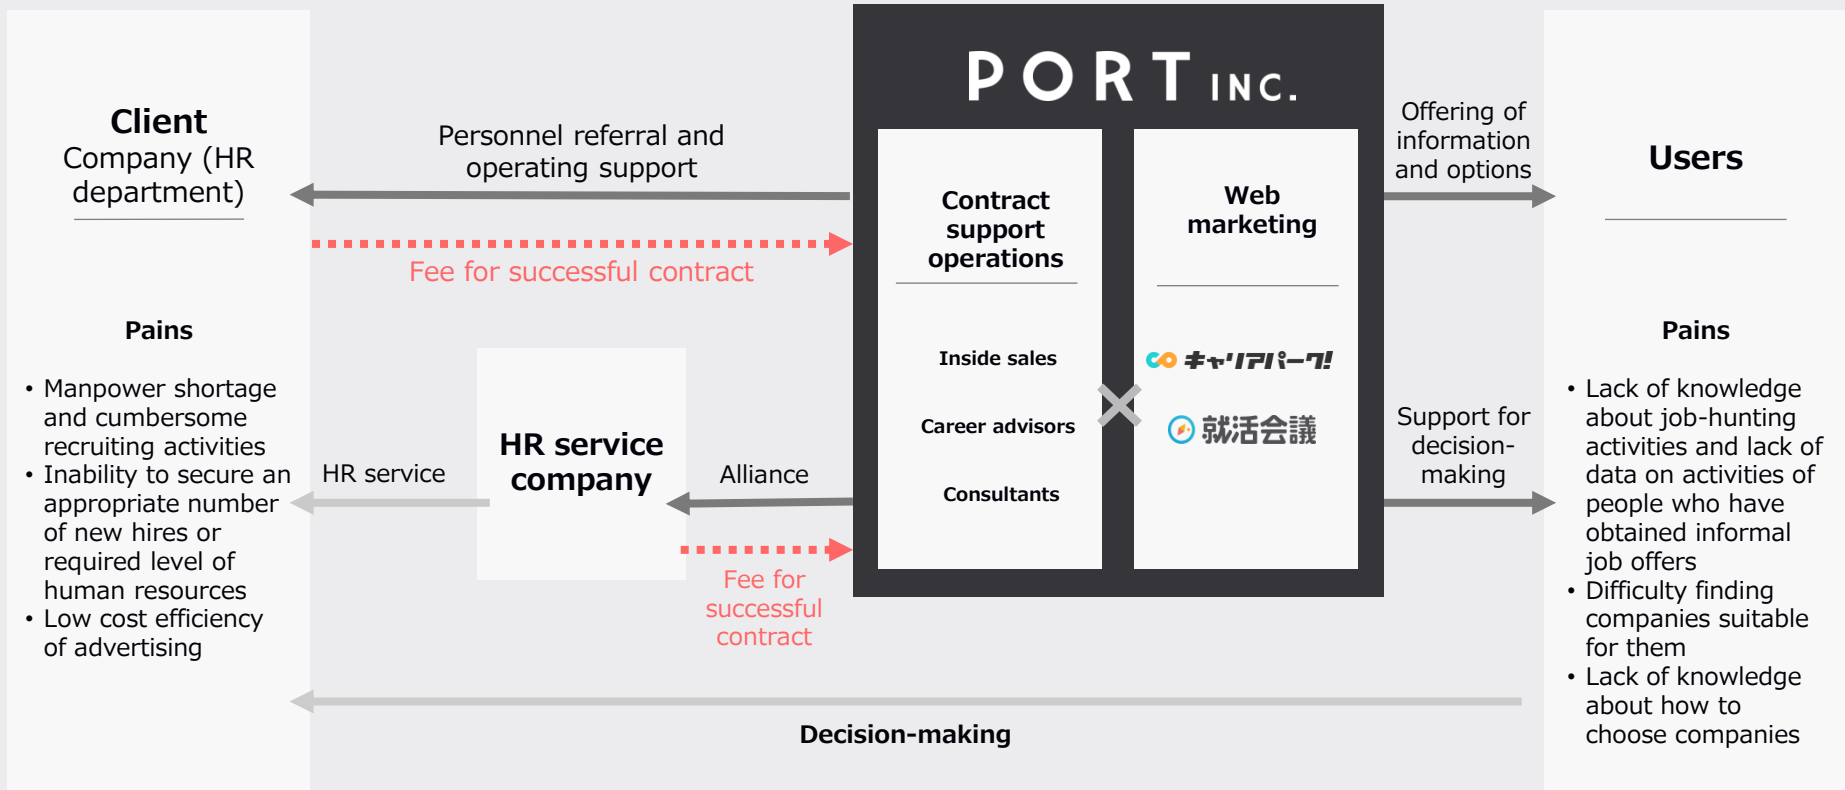 Client
Company (HR
department)
Pains
• Manpower shortage
and cumbersome
recruiting activities
• Inability to secure an
appropriate number
of new hires or
required level of
human resources
• Low cost efficiency
of advertising
Personnel referral and
operating support
Fee for successful contract
HR service
HR service
company
Alliance
Fee for
successful
contract
PORT INC.
Contract
support
operations
Inside sales
Career advisors
Consultants
Web
marketing
キャリアパーク!
就活会議
Offering of
information
and options
Support for
decision-
making
Users
Pains
• Lack of knowledge
about job-hunting
activities and lack of
data on activities of
people who have
obtained informal
job offers
• Difficulty finding
companies suitable
for them
• Lack of knowledge
about how to
choose companies
Decision-making